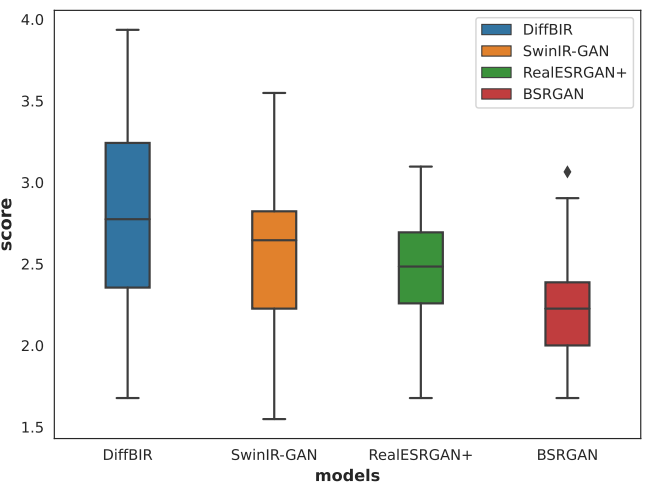 4.0
3.5
3.0
2.5
2.0
1.5
score
DiffBIR
SwinIR-GAN
RealESRGAN+
BSRGAN
DiffBIR SwinIR-GAN RealESRGAN+ BSRGAN
models